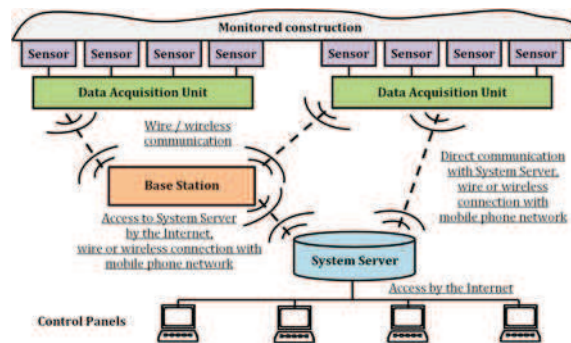 Monitored construction
Sensor Sensor Sensor Sensor Sensor Sensor Sensor Sensor
Data Acquisition Unit Data Acquisition Unit
Wire / wireless
communication
Direct communication
with System Server,
wire or wireless
connection with
mobile phone network
Base Station
Access to System Server
by the Internet,
wire or wireless connection with
mobile phone network
System Server
Access by the Internet
Control Panels